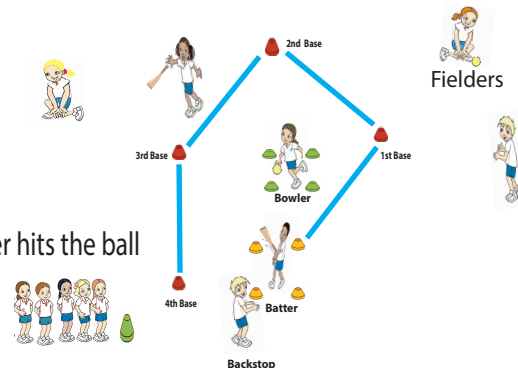 2nd Base
Fielders
3rd Base
1st Base
Bowler
hits the ball
4th Base
Batter
Backstop